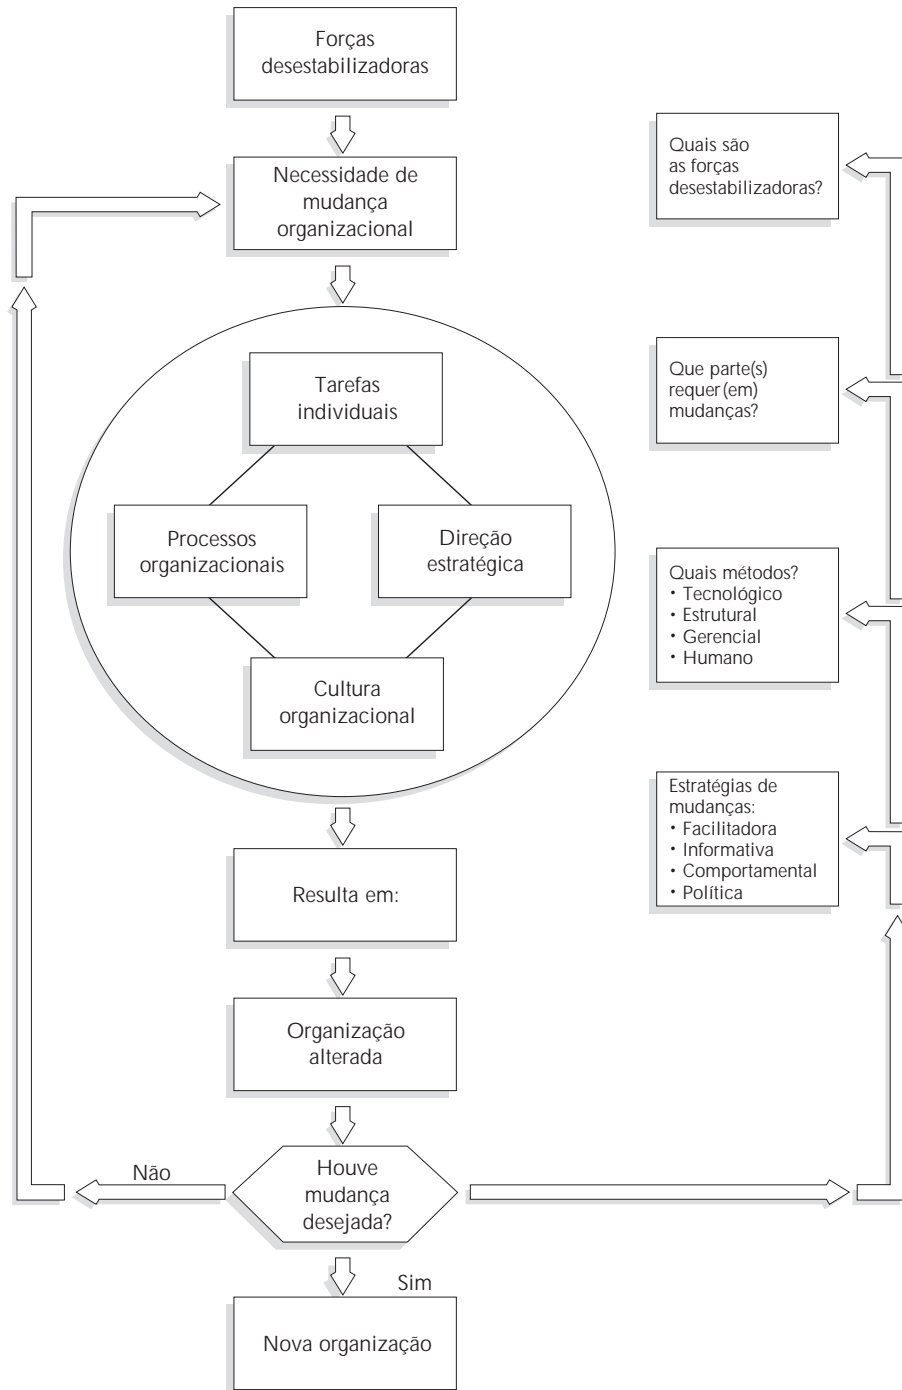 Forças
desestabilizadoras
Necessidade de
mudança
organizacional
Tarefas
individuais
Processos
organizacionais
Direção
estratégica
Cultura
organizacional
Resulta em:
Organização
alterada
Houve
mudança
desejada?
Não
Sim
Nova organização
Quais são
as forças
desestabilizadoras?
Que parte(s)
requer(em)
mudanças?
Quais métodos?
• Tecnológico
• Estrutural
• Gerencial
• Humano
Estratégias de
mudanças:
• Facilitadora
• Informativa
• Comportamental
• Política